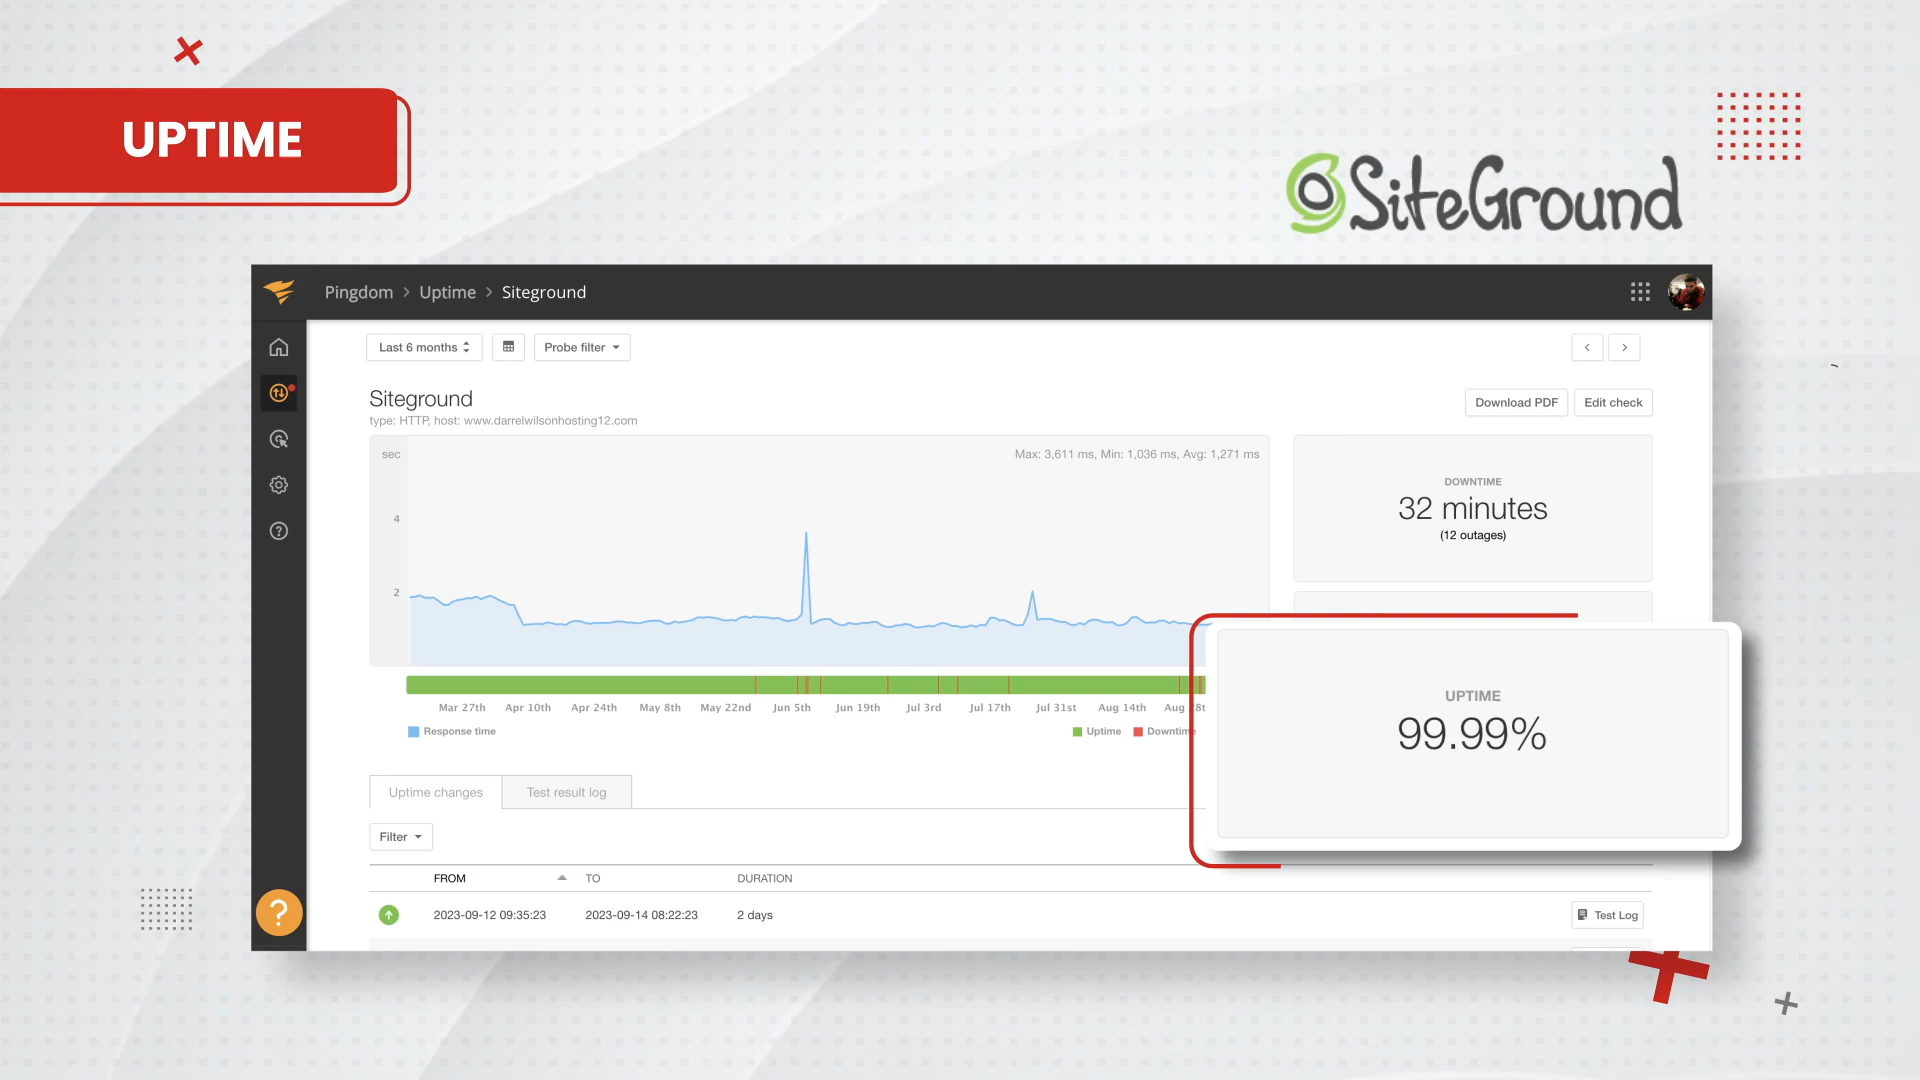 UPTIME
SiteGround
Pingdom > Uptime > Siteground
Last 6 months
Probe filter
Siteground
type: HTTP, host: www.darrelwilsonhosting12.com
Download PDF
Edit check
sec
Max: 3,611 ms, Min: 1,036 ms, Avg: 1,271 ms
4
2
DOWNTIME
32 minutes
(12 outages)
UPTIME
99.99%
Mar 27th Apr 10th Apr 24th May 8th May 22nd Jun 5th Jun 19th Jul 3rd Jul 17th Jul 31st Aug 14th Aug
Response time
Uptime Downtime
Uptime changes
Test result log
Filter
FROM TO DURATION
2023-09-12 09:35:23 2023-09-14 08:22:23 2 days
Test Log
?